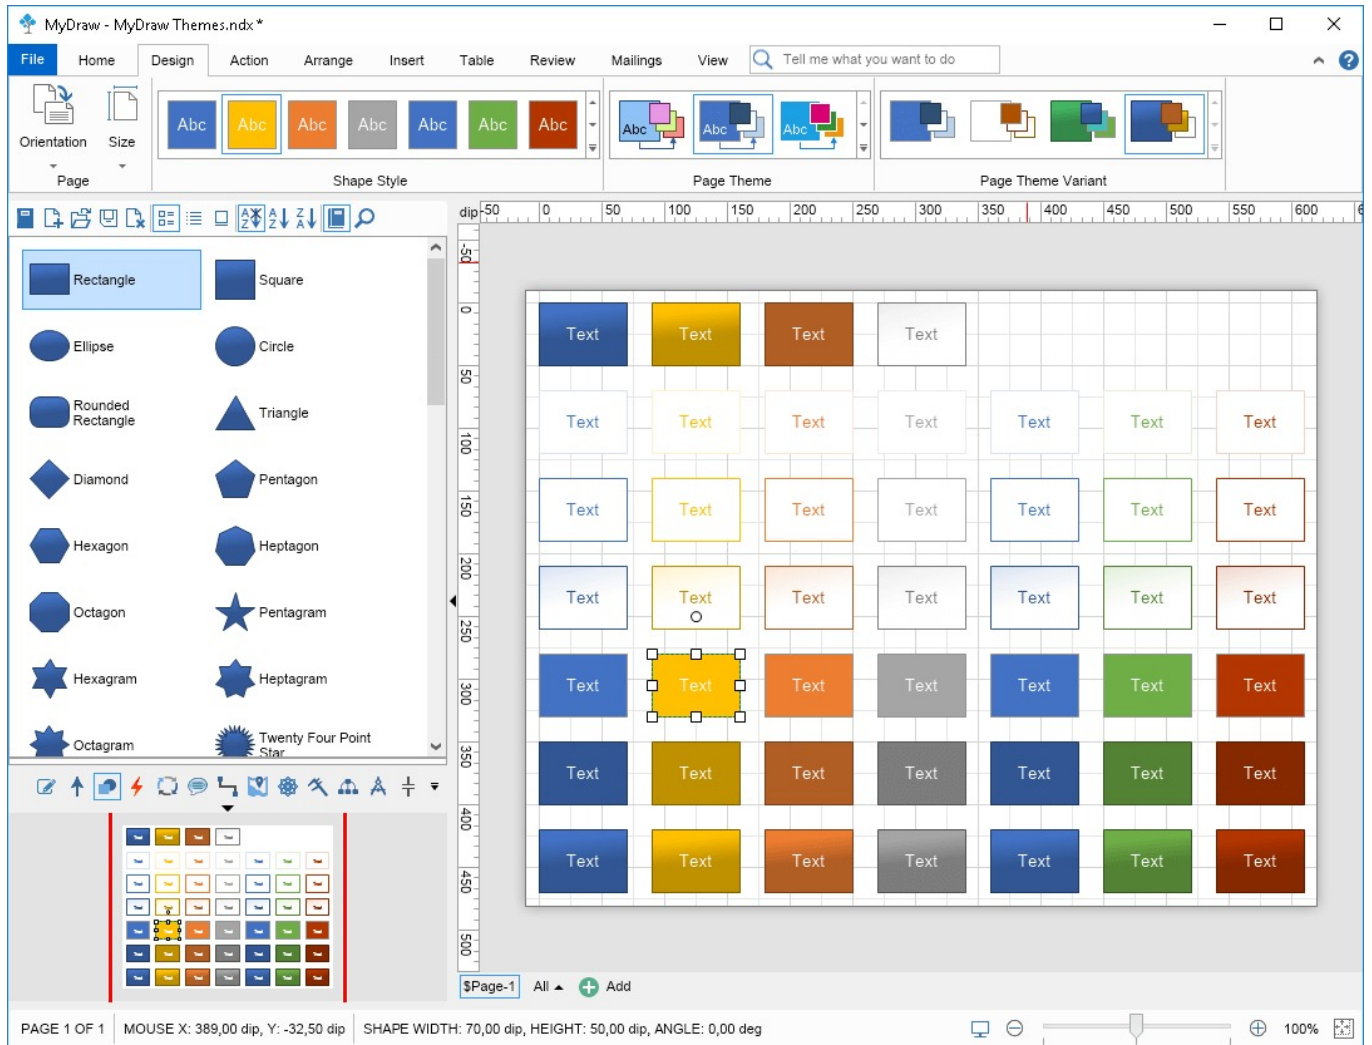 MyDraw - MyDraw Themes.ndx *
File Home Design Action Arrange Insert Table Review Mailings View Tell me what you want to do
Abc Abc Abc Abc Abc Abc Abc Abc Abc Abc
Orientation Size
Page Shape Style Page Theme Page Theme Variant
dip -50 0 50 100 150 200 250 300 350 400 450 500 550 600
-50
0
50
100
150
200
250
300
350
400
450
500
Rectangle Square
Ellipse Circle
Rounded
Rectangle
Triangle
Diamond Pentagon
Hexagon Heptagon
Octagon Pentagram
Hexagram Heptagram
Octagram Twenty Four Point
Star
Text Text Text Text
Text Text Text Text Text Text Text
Text Text Text Text Text Text Text
Text Text Text Text Text Text Text
Text Text Text Text Text Text Text
Text Text Text Text Text Text Text
Text Text Text Text Text Text Text
$Page-1 All Add
PAGE 1 OF 1 MOUSE X: 389,00 dip, Y: -32,50 dip SHAPE WIDTH: 70,00 dip, HEIGHT: 50,00 dip, ANGLE: 0,00 deg 100%